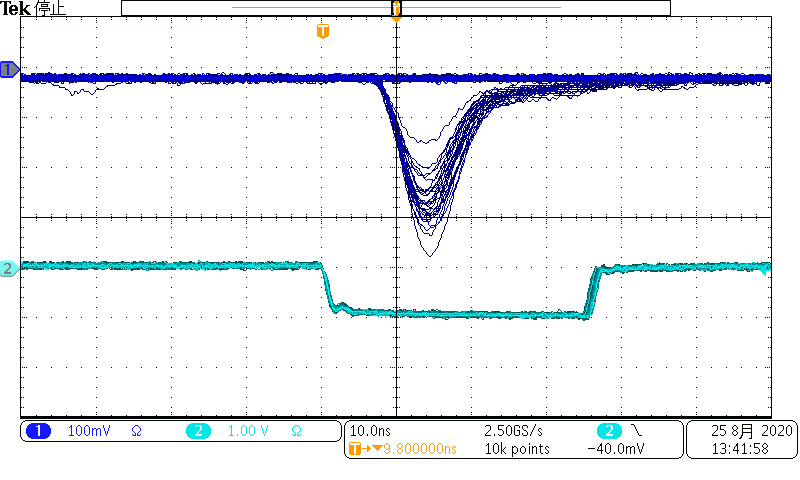 Tek 停止
T
1
2
1 100mV Ω 2 1.00 V Ω
10.0ns 2.50GS/s 2
T→▼9.800000ns 10k points −40.0mV
25 8月 2020
13:41:58